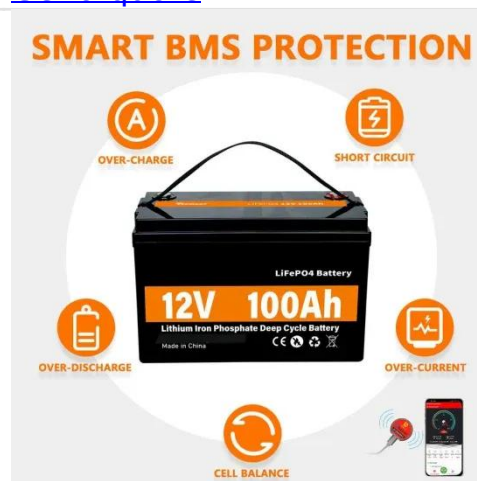 SMART BMS PROTECTION
A
OVER-CHARGE
SHORT CIRCUIT
LiFePO4 Battery
12V 100Ah
Lithium Iron Phosphate Deep Cycle Battery
Made in China
CE
OVER-DISCHARGE
OVER-CURRENT
CELL BALANCE